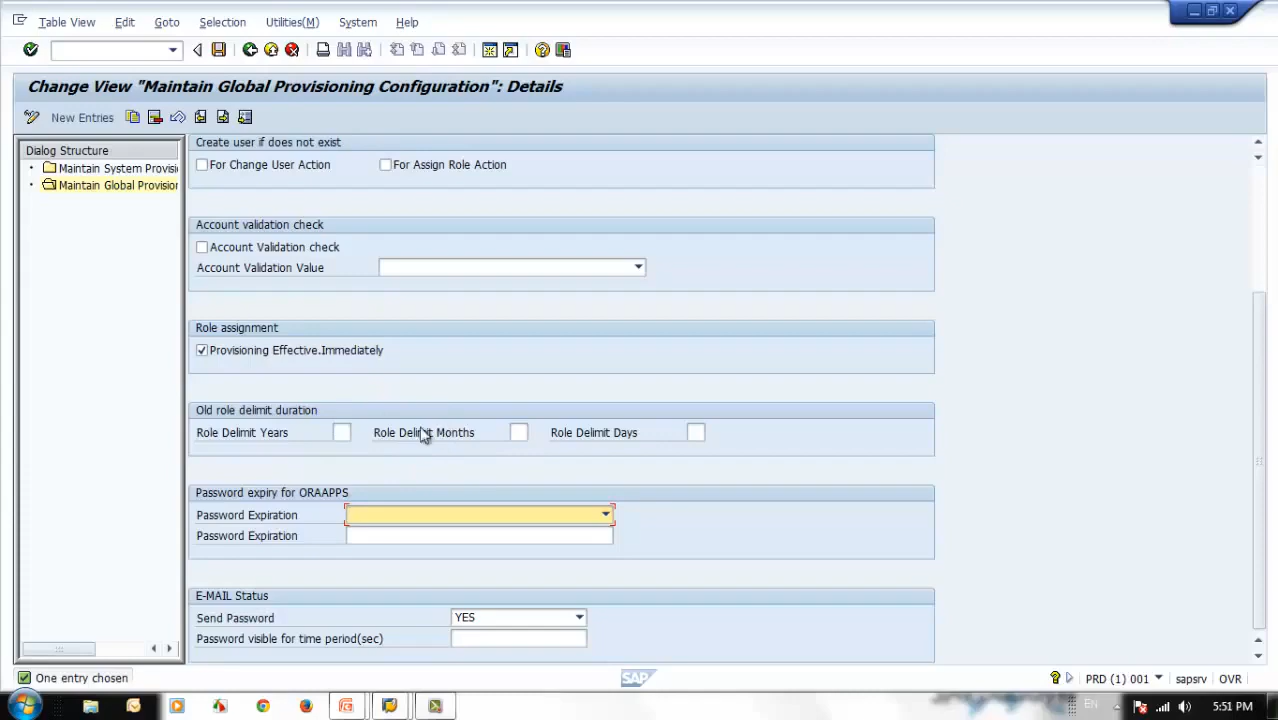 Table View Edit Goto Selection Utilities(M) System Help
Change View "Maintain Global Provisioning Configuration": Details
New Entries
Dialog Structure
Maintain System Provisi
Maintain Global Provision
Create user if does not exist
For Change User Action For Assign Role Action
Account validation check
Account Validation check
Account Validation Value
Role assignment
Provisioning Effective.Immediately
Old role delimit duration
Role Delimit Years Role Delimit Months Role Delimit Days
Password expiry for ORAAPPS
Password Expiration
Password Expiration
E-MAIL Status
Send Password YES
Password visible for time period(sec)
One entry chosen SAP PRD (1) 001 sapsrv OVR
EN 5:51 PM